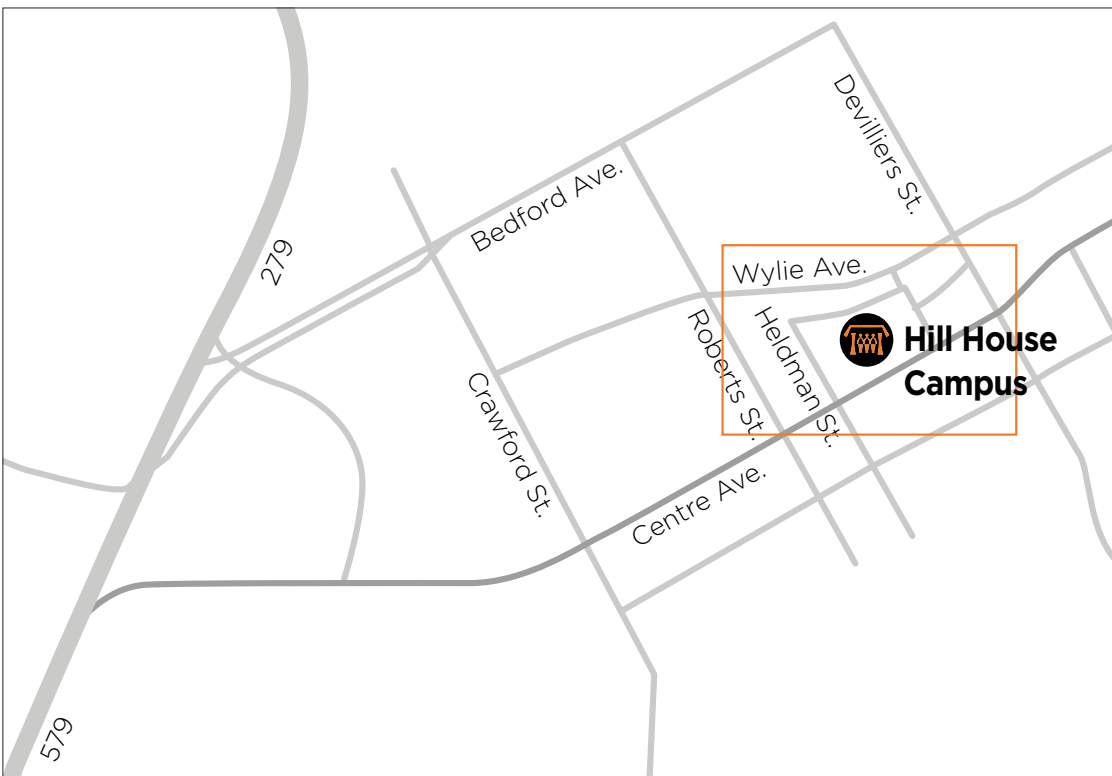 Devilliers St.
Bedford Ave.
279
Wylie Ave.
Heldman St.
Roberts St.
Hill House
Campus
Crawford St.
Centre Ave.
579